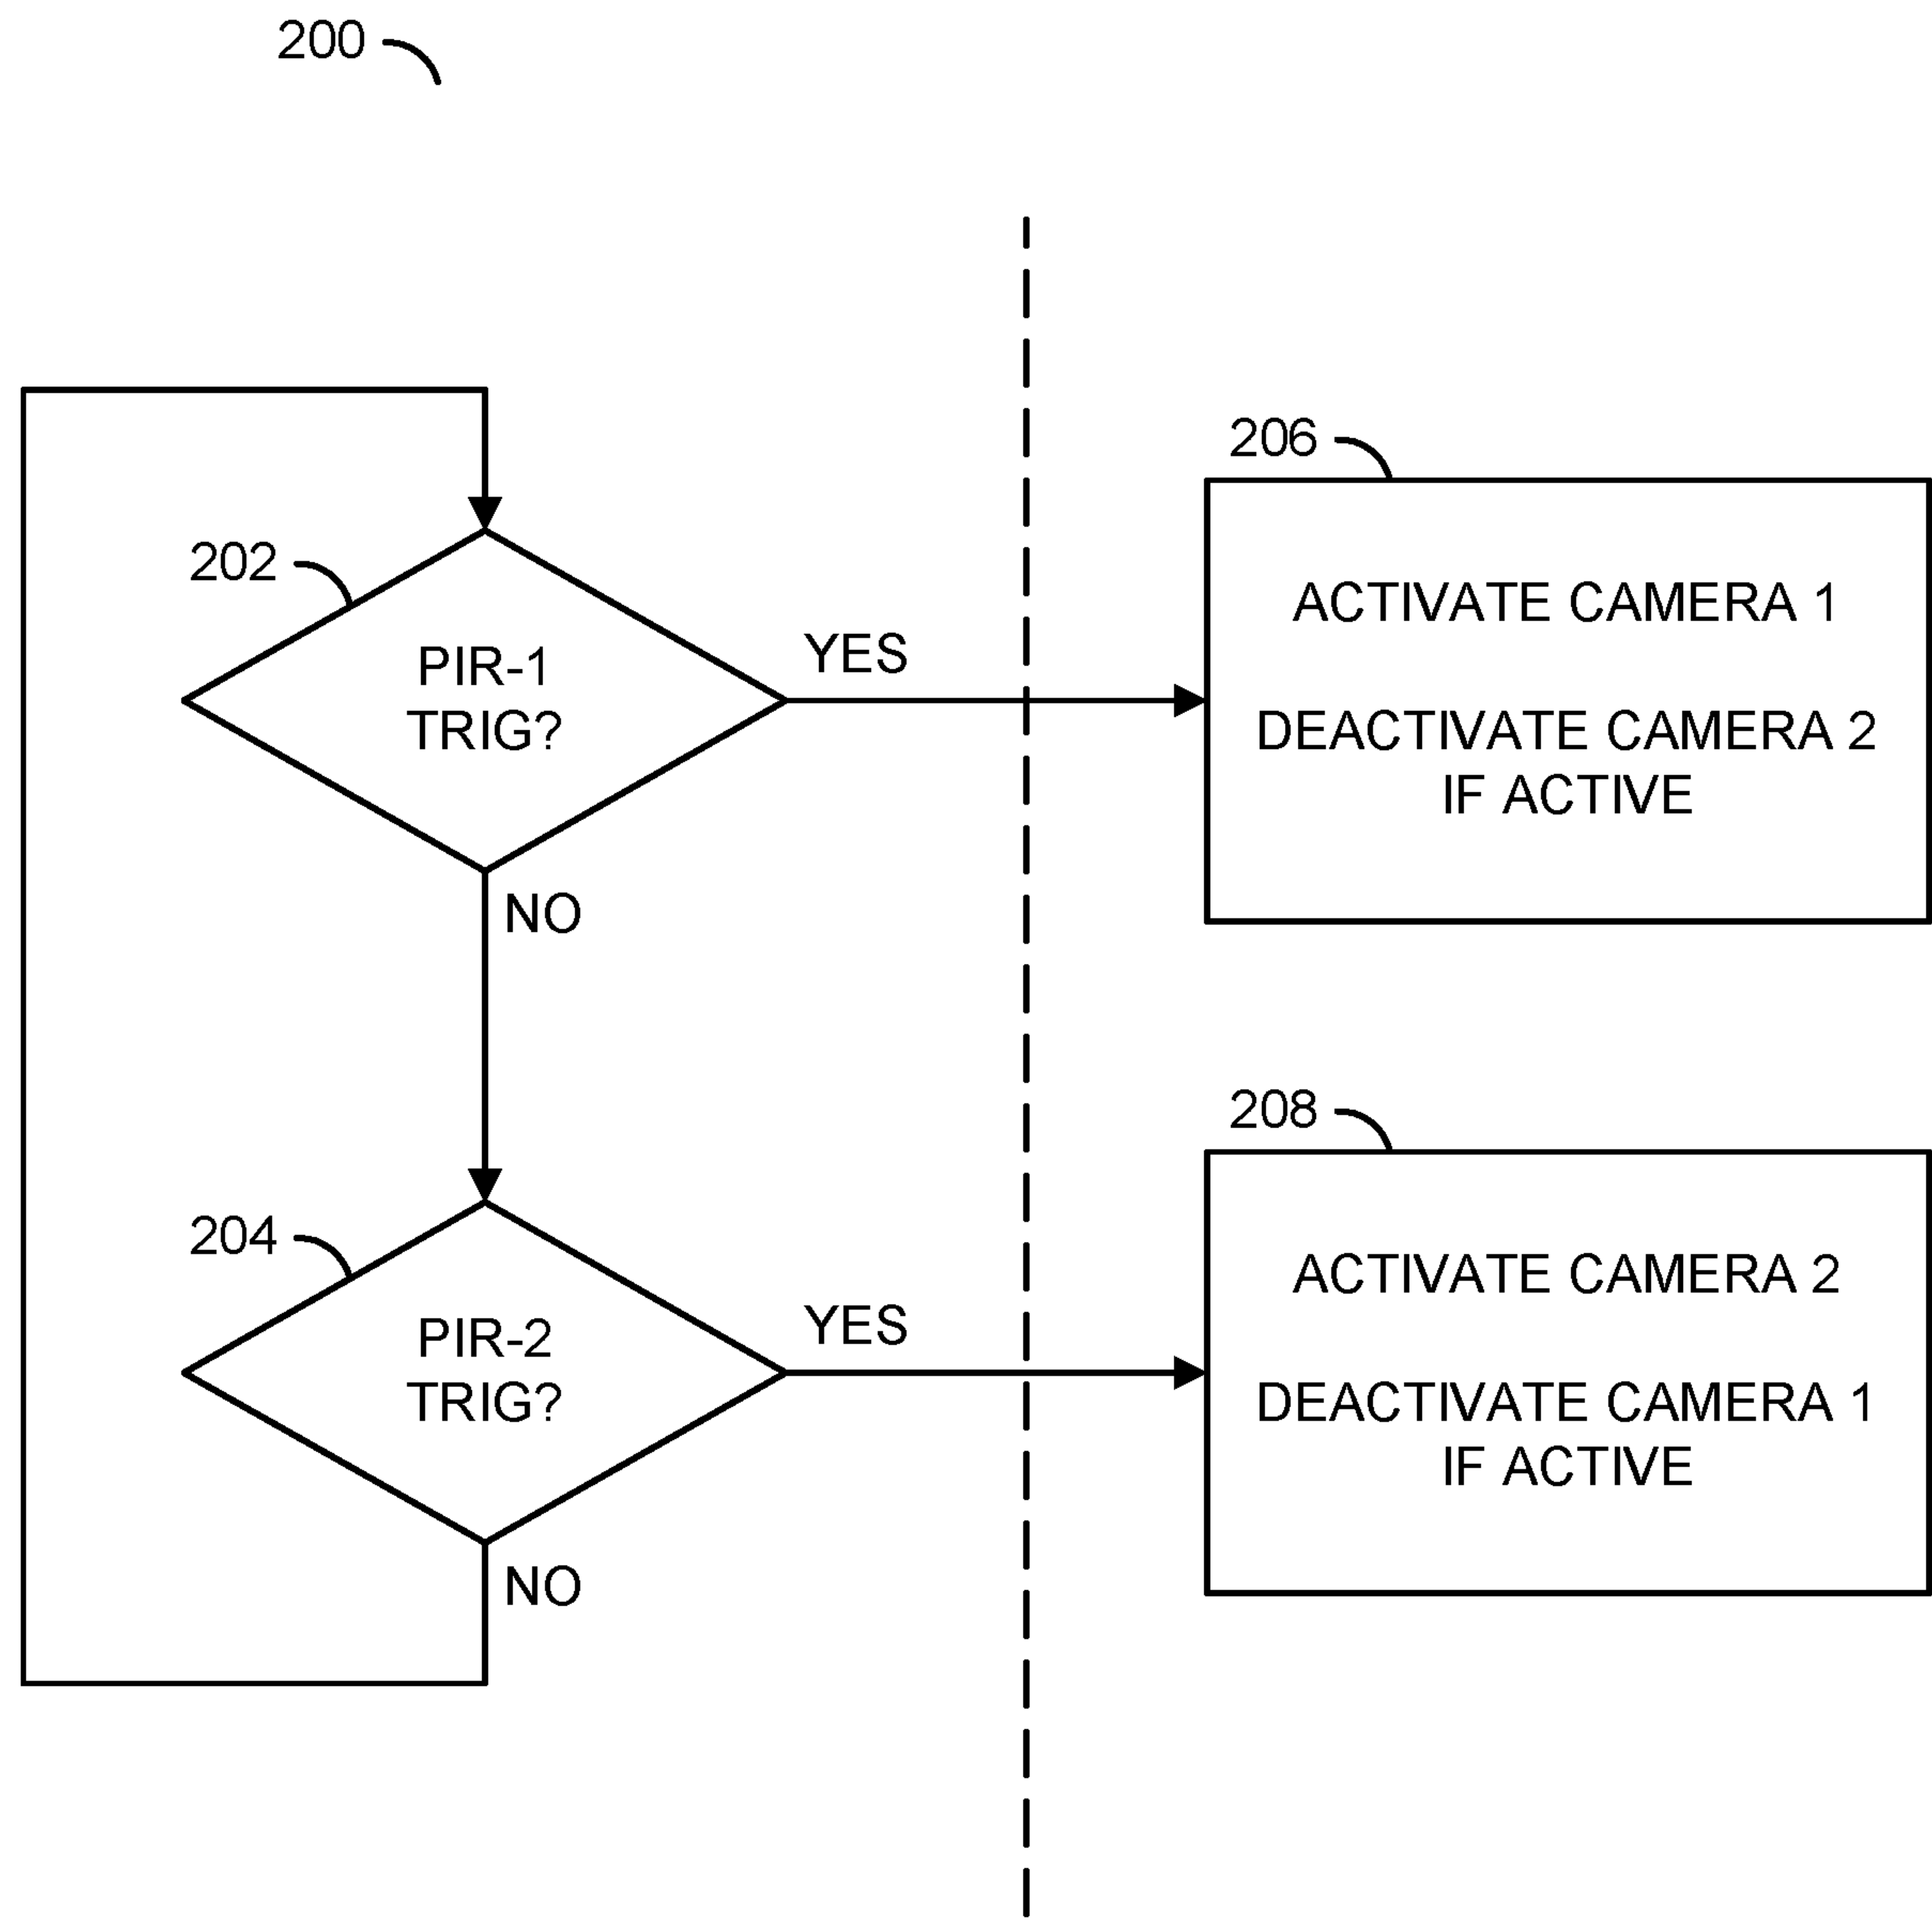 200
202
PIR-1
TRIG?
YES
NO
206
ACTIVATE CAMERA 1
DEACTIVATE CAMERA 2
IF ACTIVE
204
PIR-2
TRIG?
YES
NO
208
ACTIVATE CAMERA 2
DEACTIVATE CAMERA 1
IF ACTIVE